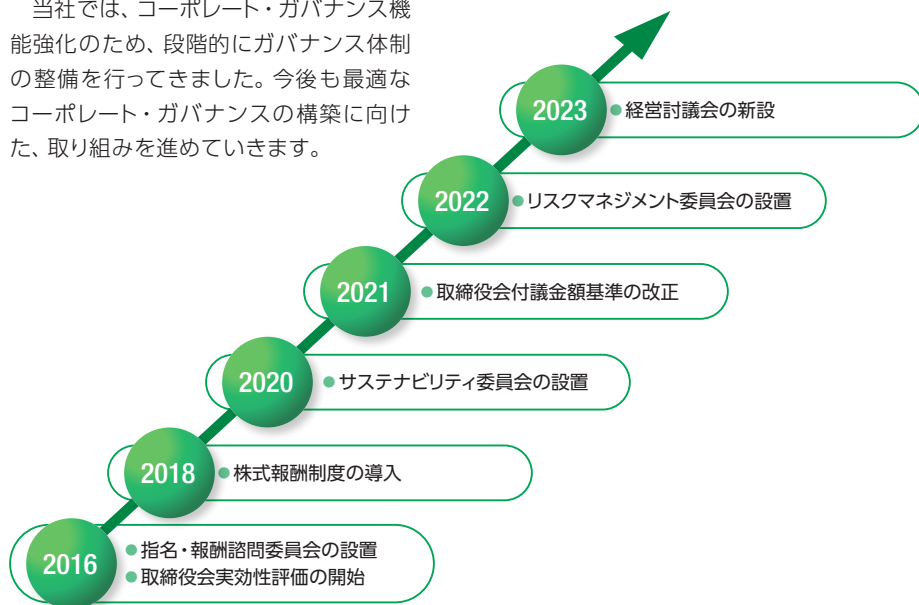 当社では、コーポレート・ガバナンス機
能強化のため、段階的にガバナンス体制
の整備を行ってきました。今後も最適な
コーポレート・ガバナンスの構築に向け
た、取り組みを進めていきます。
2023
●経営討議会の新設
2022
●リスクマネジメント委員会の設置
2021
●取締役会付議金額基準の改正
2020
●サステナビリティ委員会の設置
2018
●株式報酬制度の導入
2016
●指名・報酬諮問委員会の設置
●取締役会実効性評価の開始